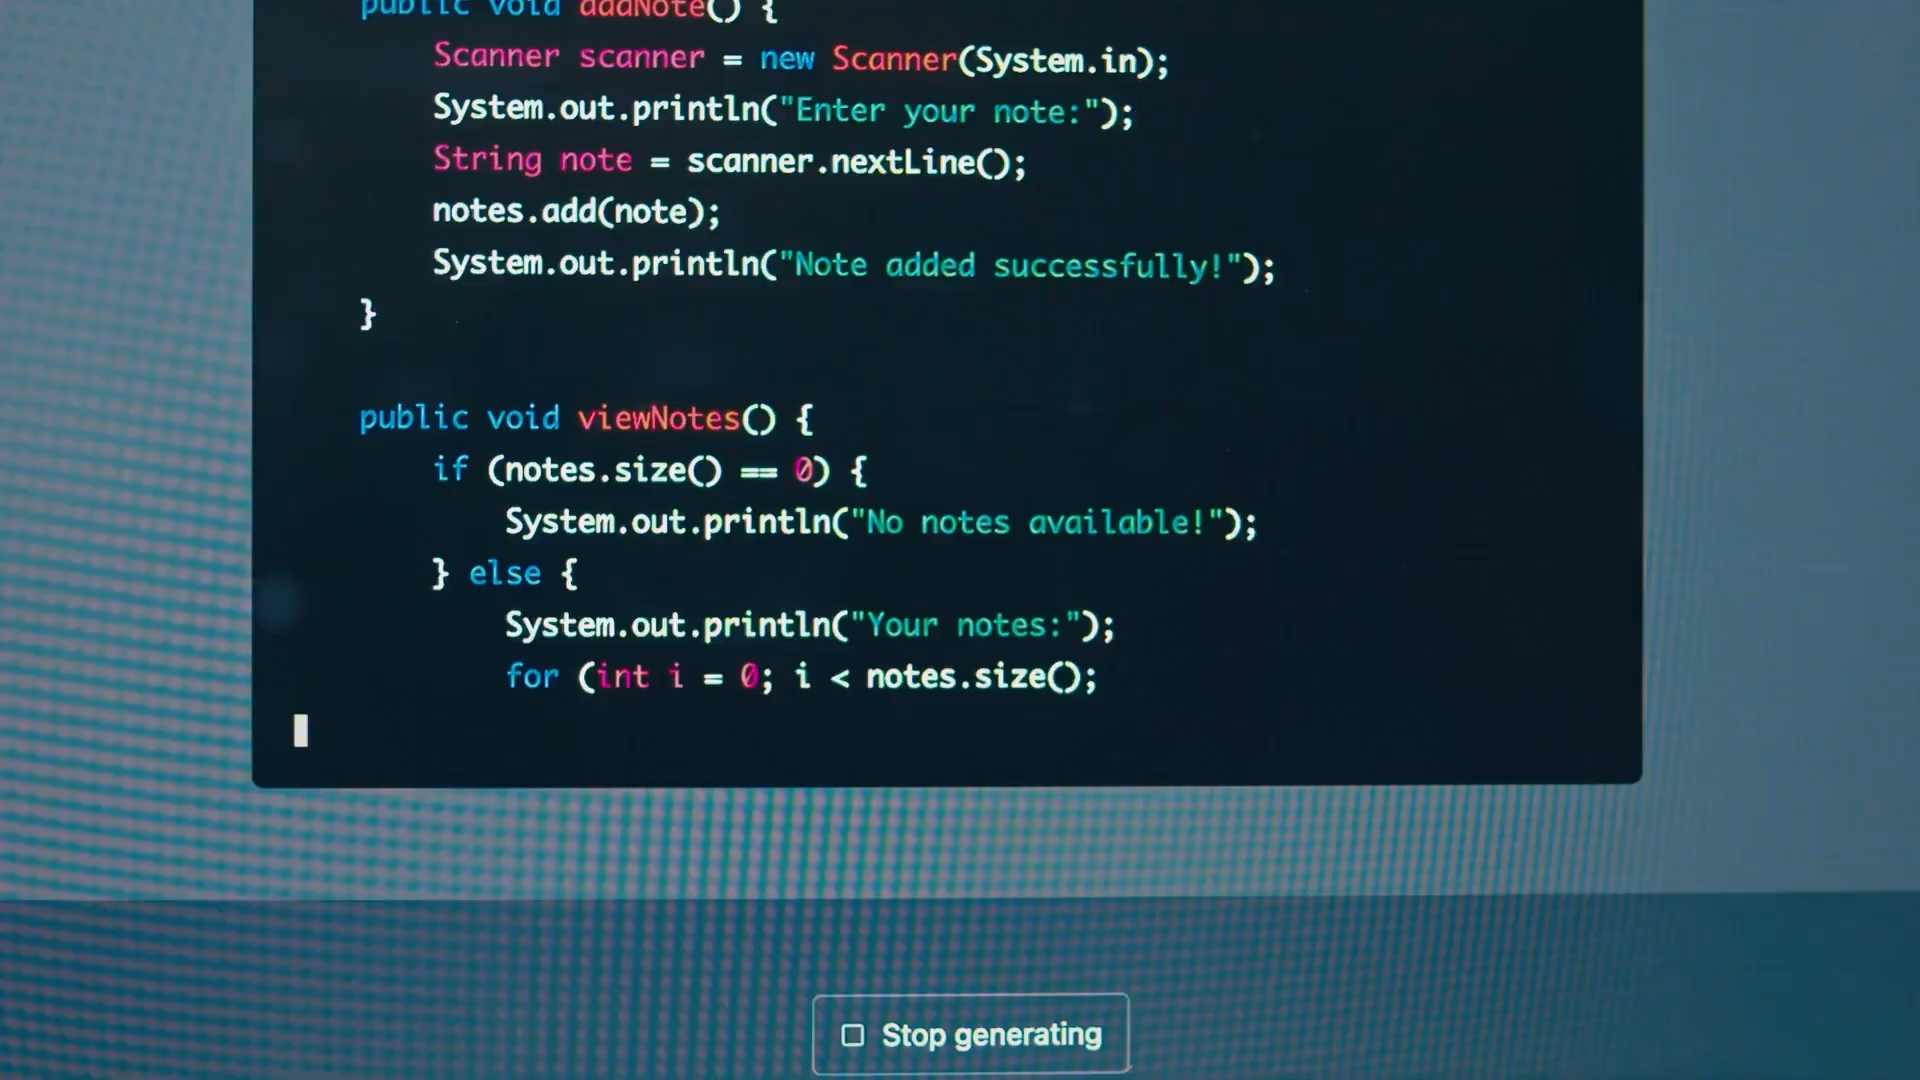 public void addNote() {
Scanner scanner = new Scanner(System.in);
System.out.println("Enter your note:");
String note = scanner.nextLine();
notes.add(note);
System.out.println("Note added successfully!");
}
public void viewNotes() {
if (notes.size() == 0) {
System.out.println("No notes available!");
} else {
System.out.println("Your notes:");
for (int i = 0; i < notes.size();
Stop generating